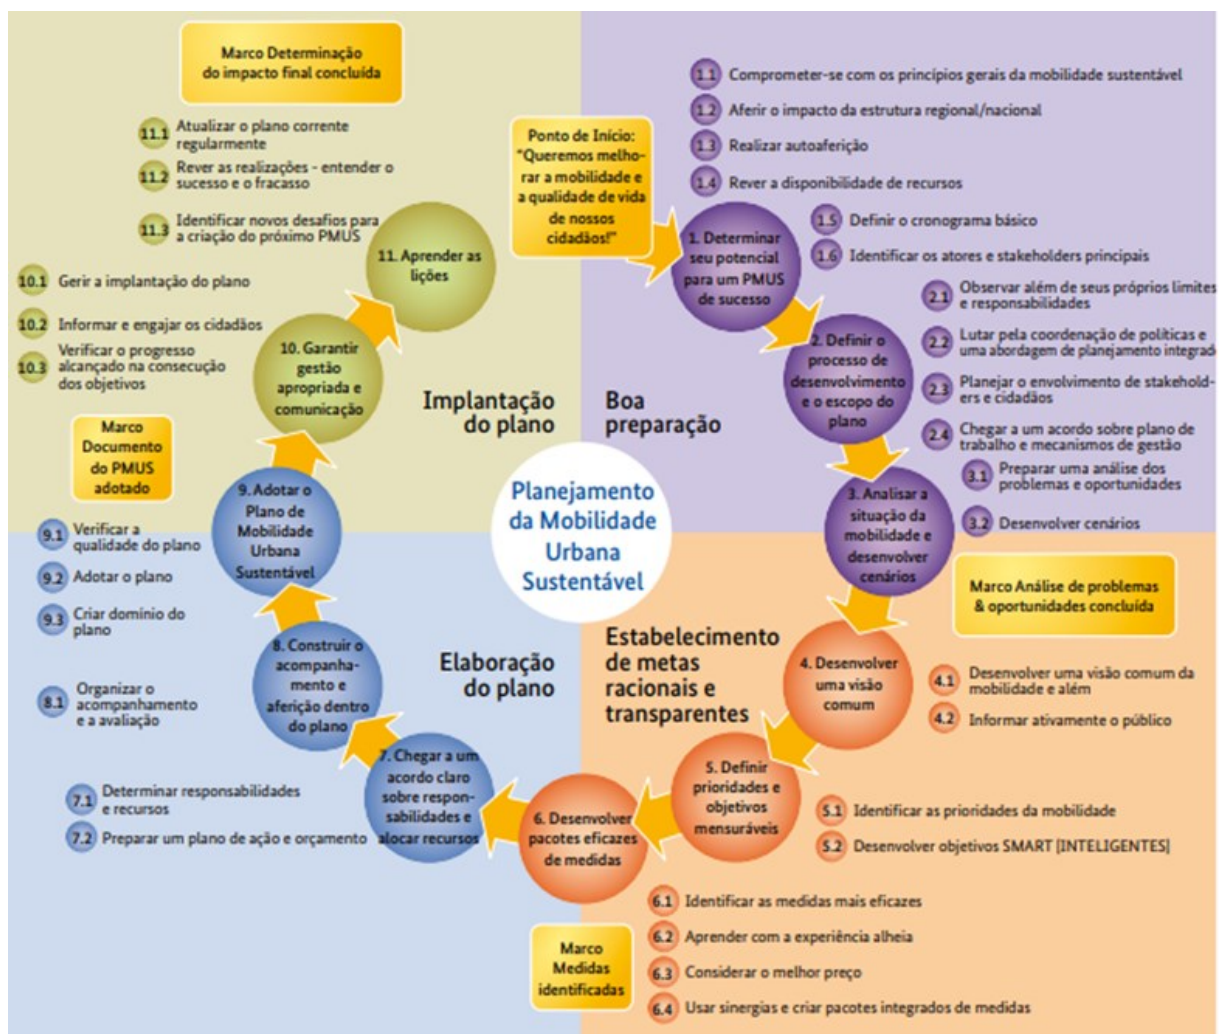 Marco Determinação
do impacto final concluída
11.1 Atualizar o plano corrente
regularmente
11.2 Rever as realizações - entender o
sucesso e o fracasso
11.3 Identificar novos desafios para
a criação do próximo PMUS
11. Aprender as
lições
10.1 Gerir a implantação do plano
10.2 Informar e engajar os cidadãos
10.3 Verificar o progresso
alcançado na consecução
dos objetivos
10. Garantir
gestão
apropriada e
comunicação
Implantação
do plano
Marco
Documento
do PMUS
adotado
Ponto de Início:
"Queremos melho-
rar a mobilidade e
a qualidade de vida
de nossos
cidadãos!"
1.1 Comprometer-se com os princípios gerais da mobilidade sustentável
1.2 Aferir o impacto da estrutura regional/nacional
1.3 Realizar autoaferição
1.4 Rever a disponibilidade de recursos
1.5 Definir o cronograma básico
1.6 Identificar os atores e stakeholders principais
1. Determinar
seu potencial
para um PMUS
de sucesso
2.1 Observar além de seus próprios limites
e responsabilidades
2.2 Lutar pela coordenação de políticas e
uma abordagem de planejamento integrad
2.3 Planejar o envolvimento de stakehold-
ers e cidadãos
2.4 Chegar a um acordo sobre plano de
trabalho e mecanismos de gestão
2. Definir o
processo de
desenvolvimento
e o escopo do
plano
Boa
preparação
3.1 Preparar uma análise dos
problemas e oportunidades
3.2 Desenvolver cenários
3. Analisar a
situação da
mobilidade e
desenvolver
cenários
Planejamento
da Mobilidade
Urbana
Sustentável
Marco Análise de problemas
& oportunidades concluída
Estabelecimento
de metas
racionais e
transparentes
4. Desenvolver
uma visão
comum
4.1 Desenvolver uma visão comum da
mobilidade e além
4.2 Informar ativamente o público
5. Definir
prioridades e
objetivos
mensuráveis
5.1 Identificar as prioridades da mobilidade
5.2 Desenvolver objetivos SMART [INTELIGENTES]
6. Desenvolver
pacotes eficazes
de medidas
6.1 Identificar as medidas mais eficazes
6.2 Aprender com a experiência alheia
6.3 Considerar o melhor preço
6.4 Usar sinergias e criar pacotes integrados de medidas
Marco
Medidas
identificadas
Elaboração
do plano
7. Chegar a um
acordo claro
sobre respon-
sabilidades e
alocar recursos
7.1 Determinar responsabilidades
e recursos
7.2 Preparar um plano de ação e orçamento
8. Construir o
acompanha-
mento e
aferição dentro
do plano
8.1 Organizar o
acompanhamento
e a avaliação
9. Adotar o
Plano de
Mobilidade
Urbana
Sustentável
9.1 Verificar a
qualidade do plano
9.2 Adotar o plano
9.3 Criar domínio do
plano